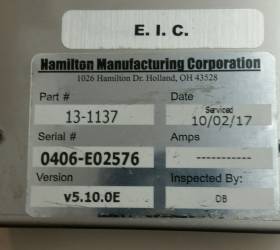 E. I. C.
Hamilton Manufacturing Corporation
1026 Hamilton Dr. Holland, OH 43528
Part # Date
13-1137 Serviced 10/02/17
Serial # Amps
0406-E02576 -----------
Version Inspected By:
v5.10.0E DB